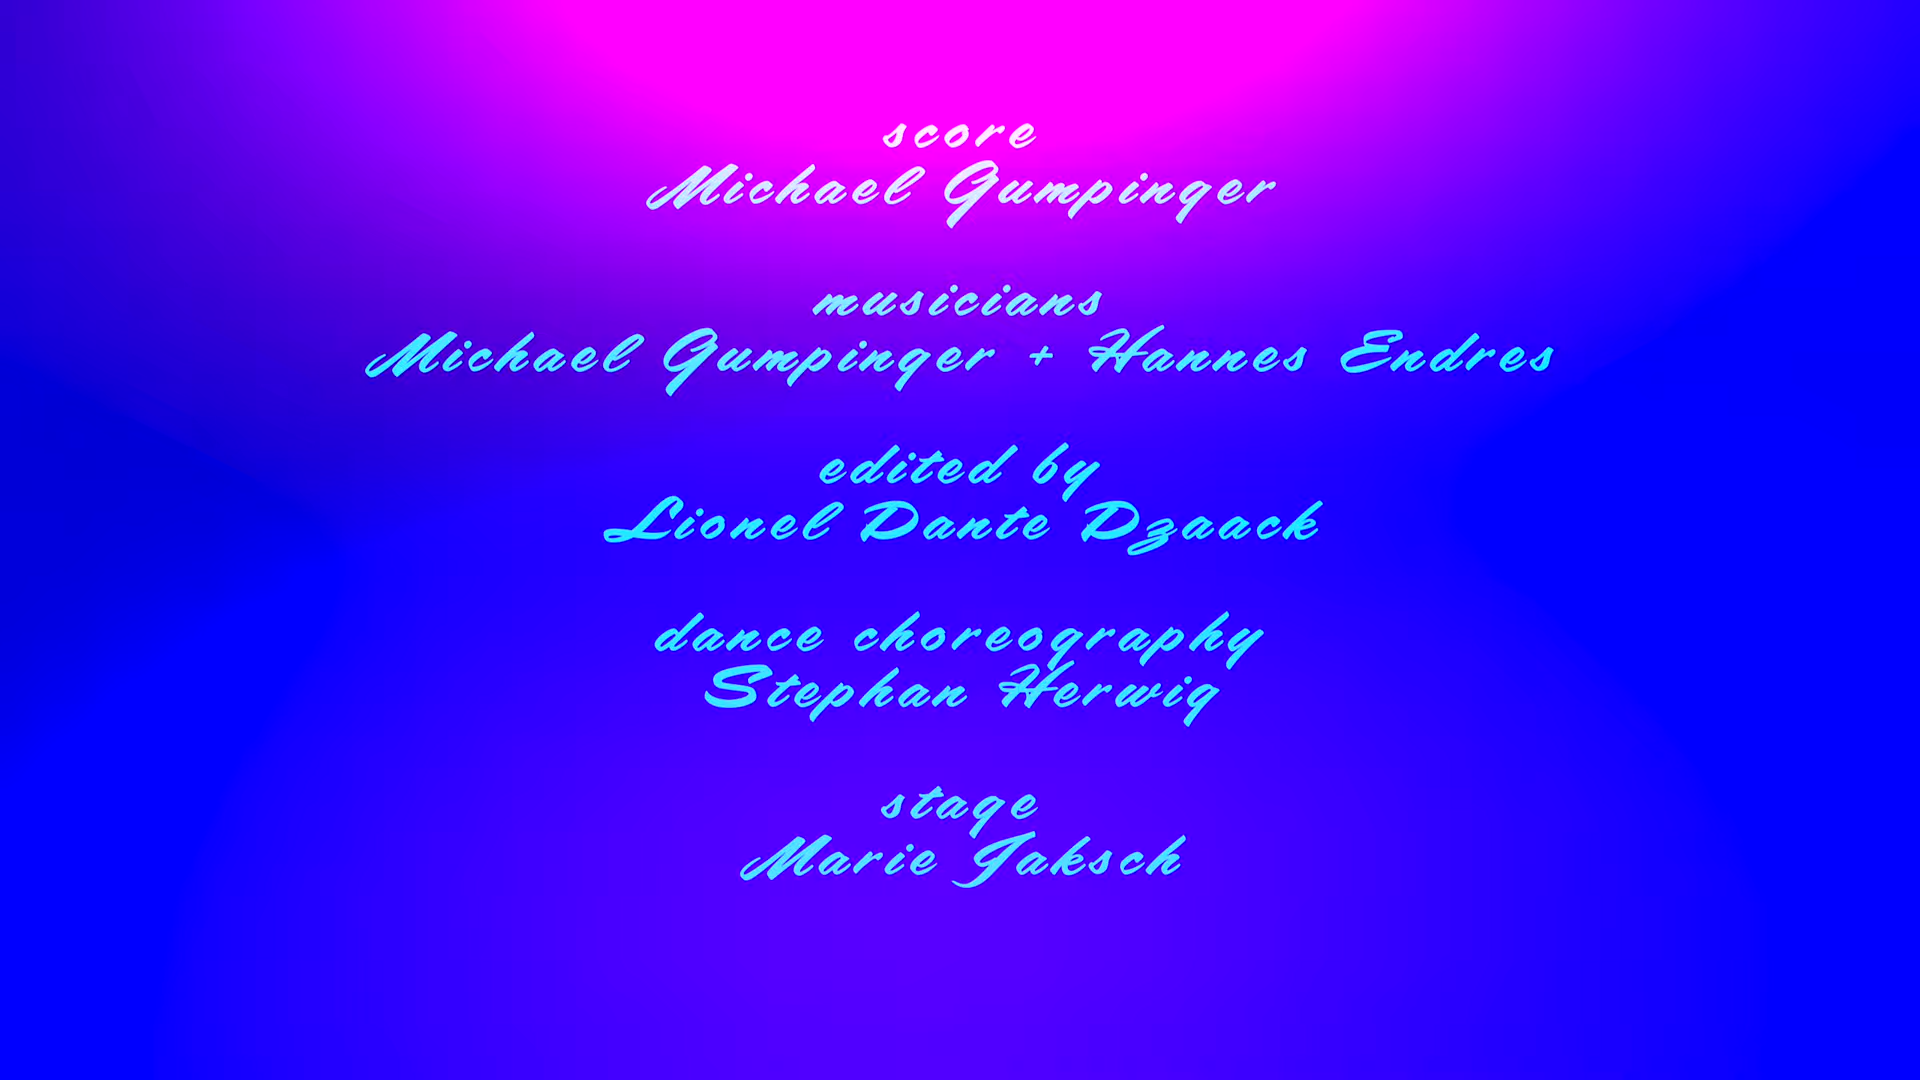 score
Michael Gumpinger
musicians
Michael Gumpinger + Hannes Endres
edited by
Lionel Dante Dzaack
dance choreography
Stephan Herwig
stage
Marie Jaksch